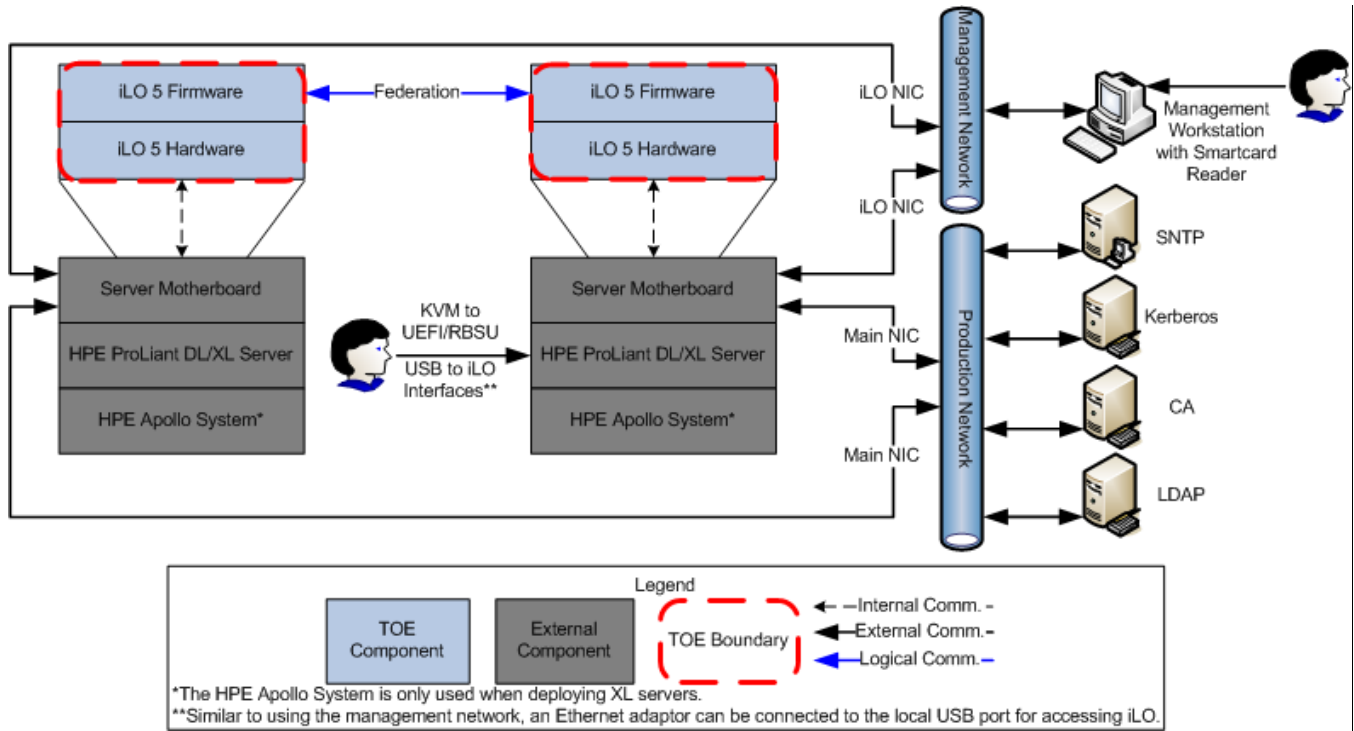 iLO 5 Firmware
iLO 5 Hardware
Federation
iLO 5 Firmware
iLO 5 Hardware
iLO NIC
iLO NIC
Management Network
Management
Workstation
with Smartcard
Reader
Server Motherboard
HPE ProLiant DL/XL Server
HPE Apollo System*
KVM to
UEFI/RBSU
USB to iLO
Interfaces**
Server Motherboard
HPE ProLiant DL/XL Server
HPE Apollo System*
Main NIC
Main NIC
Production Network
SNTP
Kerberos
CA
LDAP
Legend
TOE
Component
External
Component
TOE Boundary
Internal Comm.
External Comm.
Logical Comm.
*The HPE Apollo System is only used when deploying XL servers.
**Similar to using the management network, an Ethernet adaptor can be connected to the local USB port for accessing iLO.